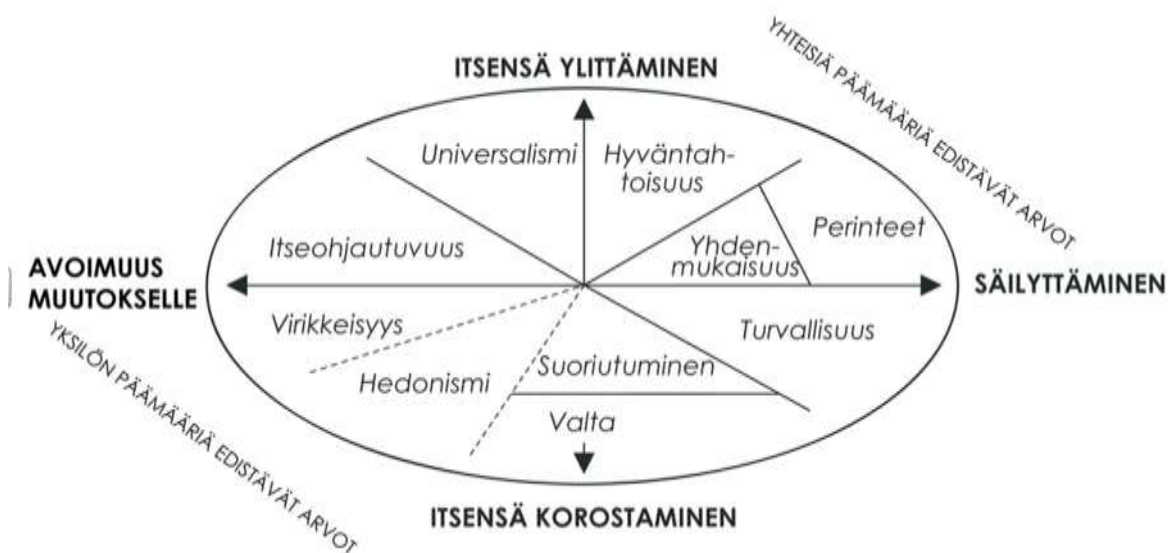 YHTEISIÄ PÄÄMÄÄRIÄ EDISTÄVÄT ARVOT
ITSENSÄ YLITTÄMINEN
Universalismi
Hyväntah-
toisuus
Perinteet
Itseohjautuvuus
Yhden-
mukaisuus
AVOIMUUS
MUUTOKSELLE
SÄILYTTÄMINEN
Virikkeisyys
Turvallisuus
Suoriutuminen
Hedonismi
Valta
YKSILÖN PÄÄMÄÄRIÄ EDISTÄVÄT ARVOT
ITSENSÄ KOROSTAMINEN